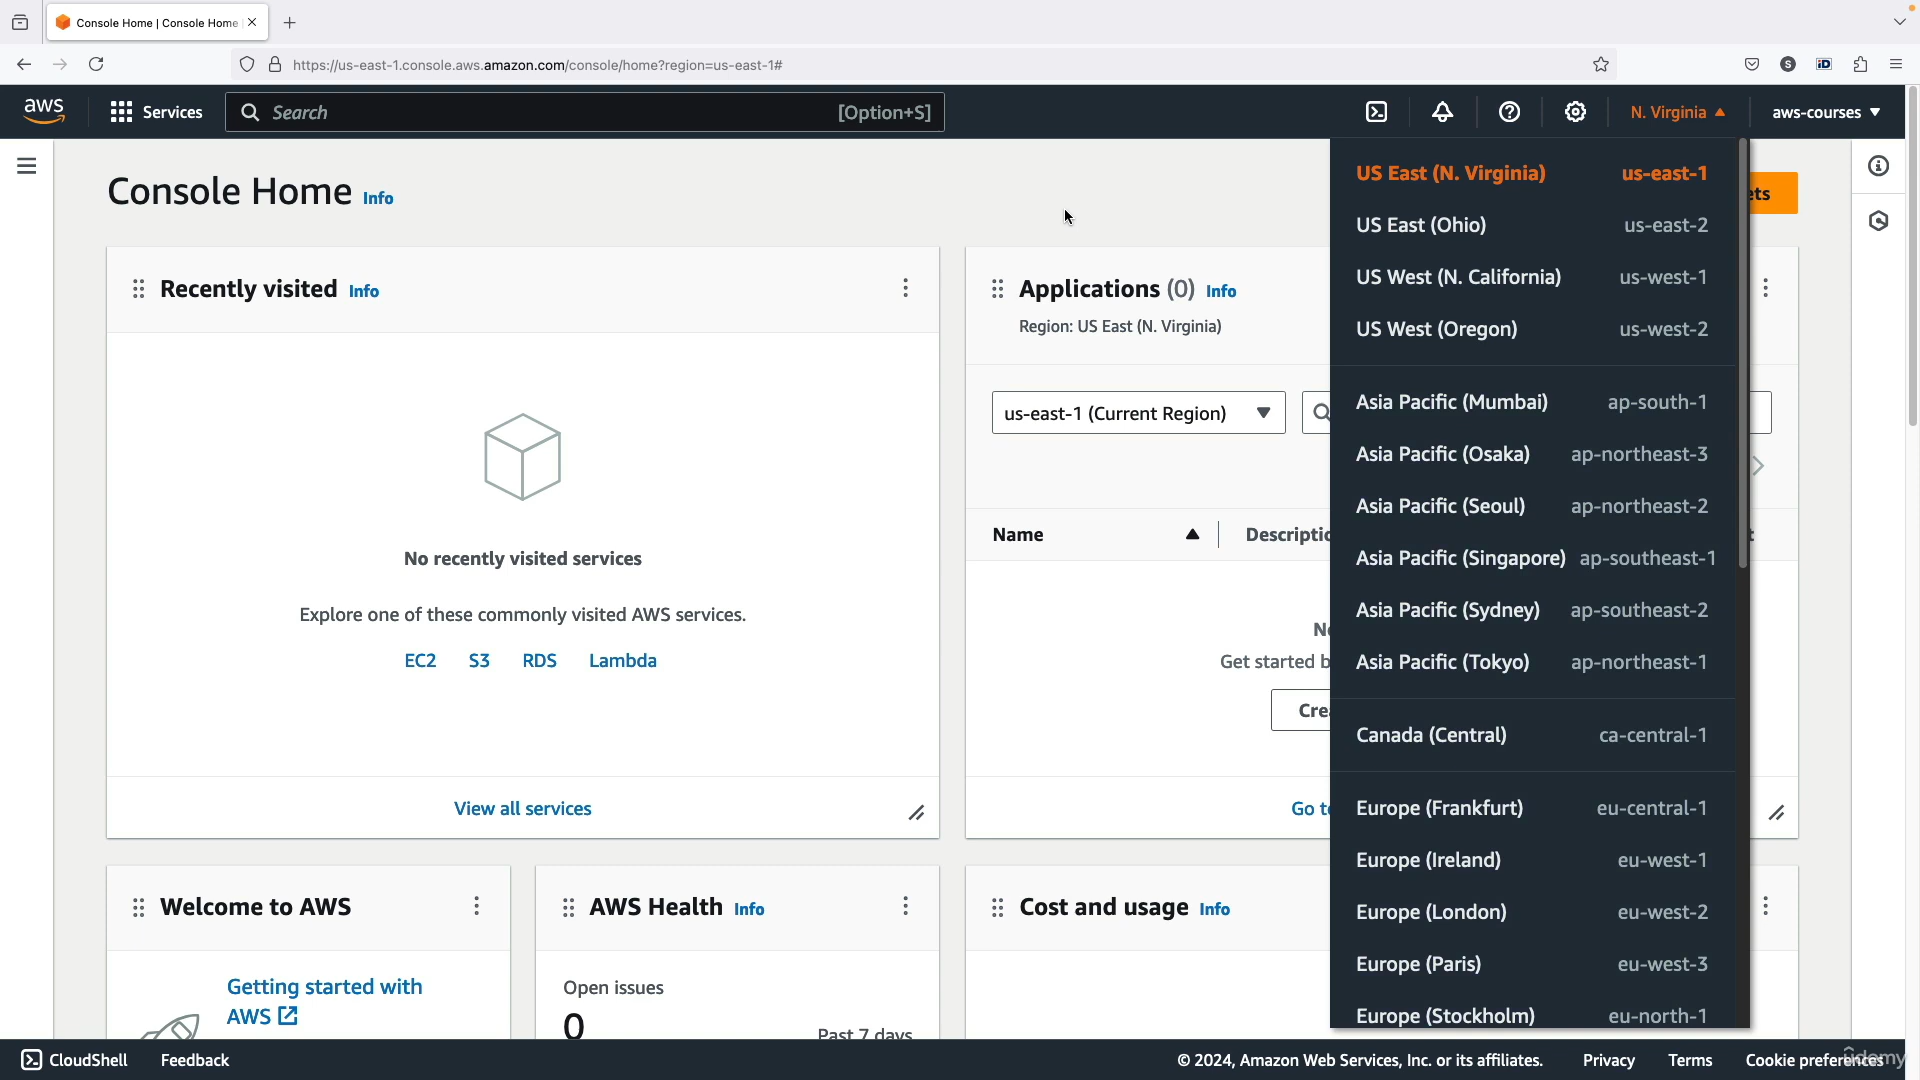 Console Home | Console Home
https://us-east-1.console.aws.amazon.com/console/home?region=us-east-1#
aws
Services
Search
[Option+S]
N. Virginia
aws-courses
Console Home Info
ets
Recently visited Info
No recently visited services
Explore one of these commonly visited AWS services.
EC2 S3 RDS Lambda
View all services
Applications (0) Info
Region: US East (N. Virginia)
us-east-1 (Current Region)
Name
Get started b
Go to
US East (N. Virginia) us-east-1
US East (Ohio) us-east-2
US West (N. California) us-west-1
US West (Oregon) us-west-2
Asia Pacific (Mumbai) ap-south-1
Asia Pacific (Osaka) ap-northeast-3
Asia Pacific (Seoul) ap-northeast-2
Asia Pacific (Singapore) ap-southeast-1
Asia Pacific (Sydney) ap-southeast-2
Asia Pacific (Tokyo) ap-northeast-1
Canada (Central) ca-central-1
Europe (Frankfurt) eu-central-1
Europe (Ireland) eu-west-1
Europe (London) eu-west-2
Europe (Paris) eu-west-3
Europe (Stockholm) eu-north-1
Welcome to AWS
Getting started with
AWS
AWS Health Info
Open issues
0
Past 7 days
Cost and usage Info
CloudShell
Feedback
© 2024, Amazon Web Services, Inc. or its affiliates.
Privacy
Terms
Cookie preferences
udemy